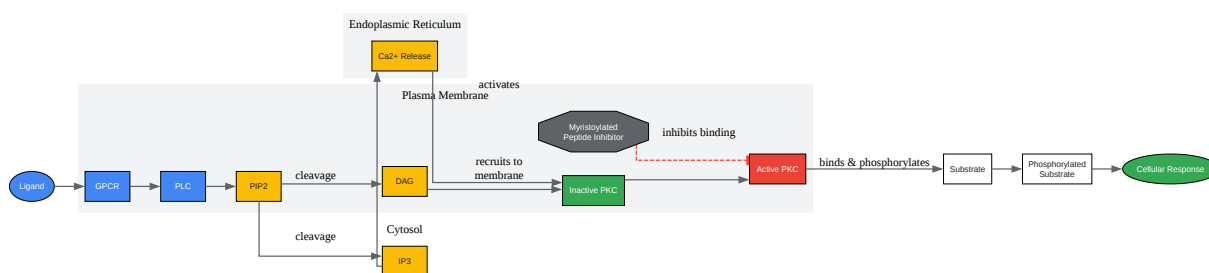 Endoplasmic Reticulum
Ca2+ Release
activates
Plasma Membrane
Myristoylated
Peptide Inhibitor
inhibits binding
Ligand
GPCR
PLC
PIP2
cleavage
DAG
recruits to
membrane
Inactive PKC
Active PKC
binds & phosphorylates
Substrate
Phosphorylated
Substrate
Cellular Response
cleavage
Cytosol
IP3